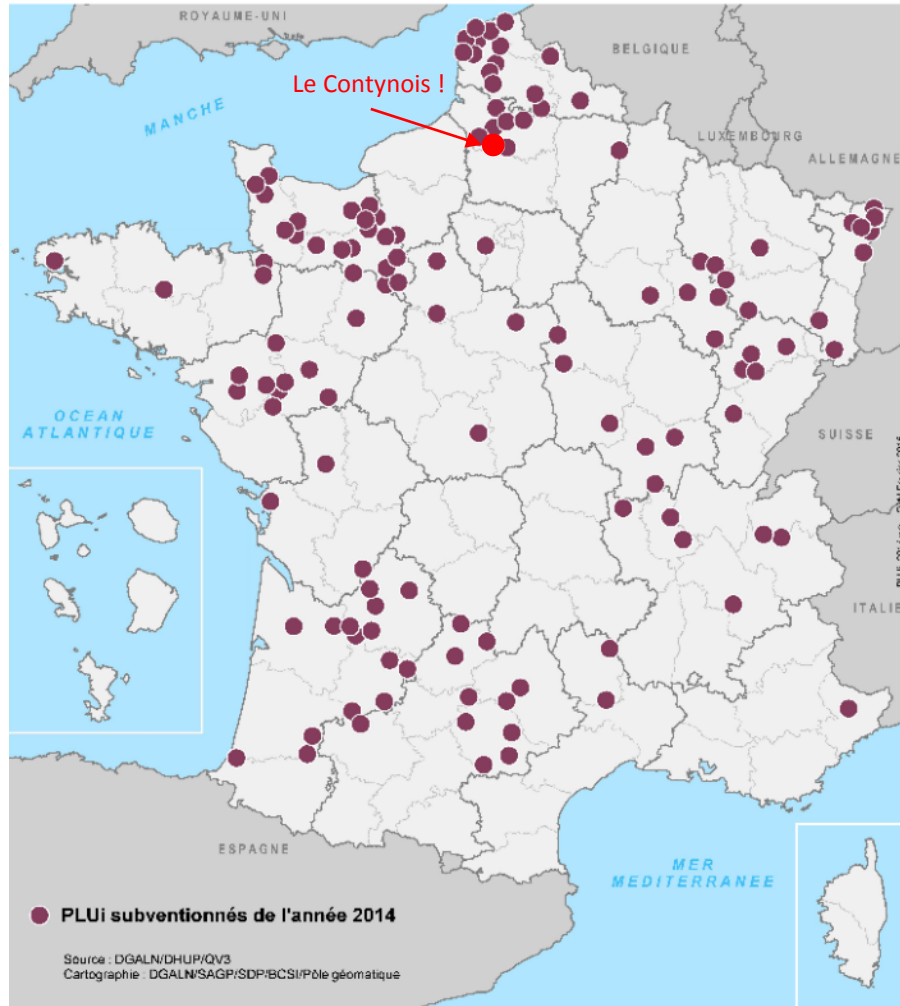 ROYAUME-UNI
BELGIQUE
Le Contynois !
MANCHE
LUXEMBOURG
ALLEMAGNE
OCEAN
ATLANTIQUE
SUISSE
ITALIE
ESPAGNE
MER
MEDITERRANEE
PLUi subventionnés de l'année 2014
Source : DGALN/DHUP/QV3
Cartographie : DGALN/SAGP/SDP/BCSI/Pôle géomatique